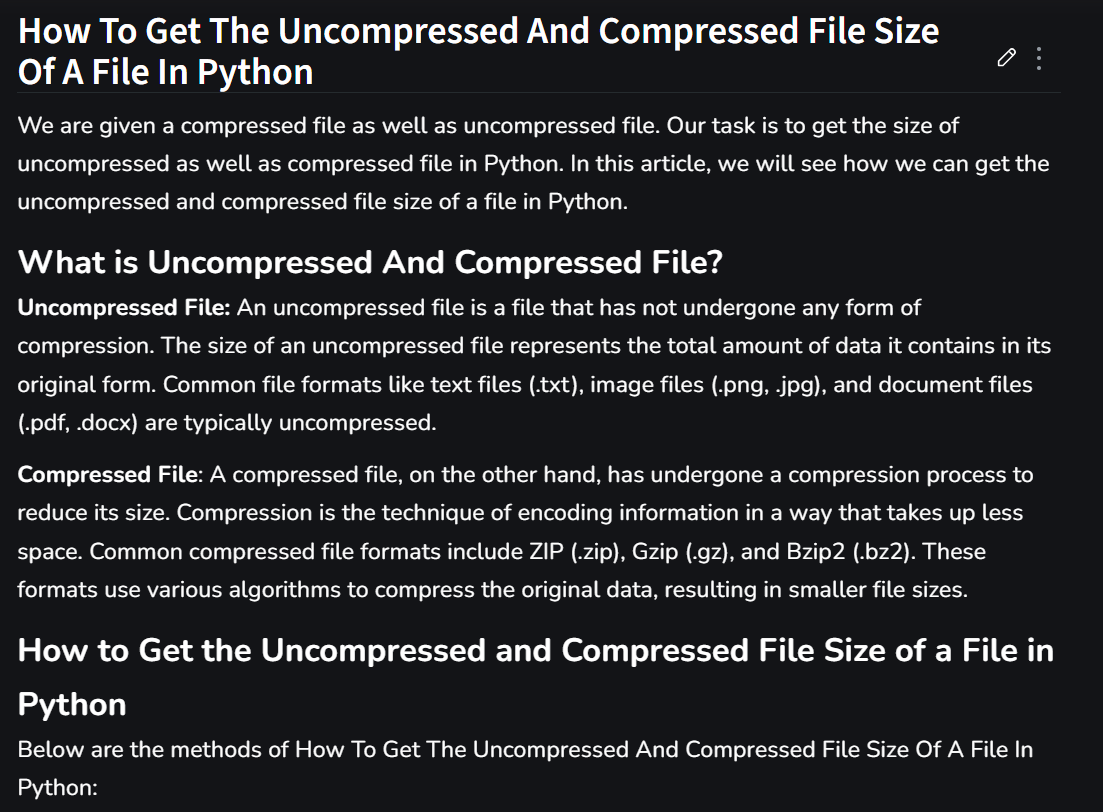 How To Get The Uncompressed And Compressed File Size
Of A File In Python
We are given a compressed file as well as uncompressed file. Our task is to get the size of
uncompressed as well as compressed file in Python. In this article, we will see how we can get the
uncompressed and compressed file size of a file in Python.
What is Uncompressed And Compressed File?
Uncompressed File: An uncompressed file is a file that has not undergone any form of
compression. The size of an uncompressed file represents the total amount of data it contains in its
original form. Common file formats like text files (.txt), image files (.png, .jpg), and document files
(.pdf, .docx) are typically uncompressed.
Compressed File: A compressed file, on the other hand, has undergone a compression process to
reduce its size. Compression is the technique of encoding information in a way that takes up less
space. Common compressed file formats include ZIP (.zip), Gzip (.gz), and Bzip2 (.bz2). These
formats use various algorithms to compress the original data, resulting in smaller file sizes.
How to Get the Uncompressed and Compressed File Size of a File in
Python
Below are the methods of How To Get The Uncompressed And Compressed File Size Of A File In
Python: